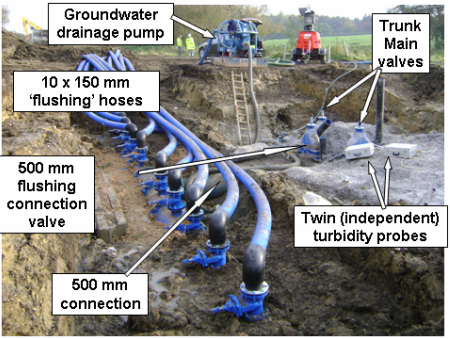 Groundwater
drainage pump
Trunk
Main
valves
10 x 150 mm
‘flushing’ hoses
500 mm
flushing
connection
valve
Twin (independent)
turbidity probes
500 mm
connection